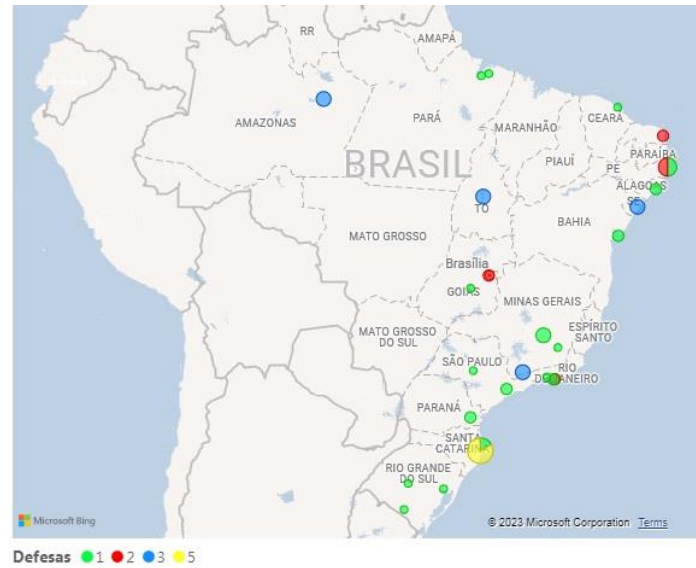 RR
AMAPÁ
AMAZONAS
PARÁ
MARANHÃO
CEARÁ
BRASIL
PIAUÍ
PARAÍBA
PE
ALAGOAS
SE
TO
BAHIA
MATO GROSSO
Brasília
GOIÁS
MINAS GERAIS
MATO GROSSO
DO SUL
ESPÍRITO
SANTO
SÃO PAULO
RIO
DE JANEIRO
PARANÁ
SANTA
CATARINA
RIO GRANDE
DO SUL
Microsoft Bing
© 2023 Microsoft Corporation Terms
Defesas 1 2 3 5